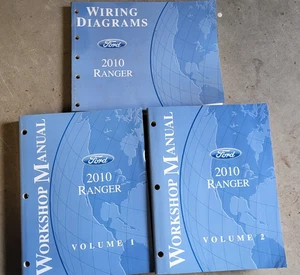 WIRING
DIAGRAMS
Ford
2010
RANGER
WORKSHOP MANUAL
Ford
2010
RANGER
VOLUME 1
WORKSHOP MANUAL
Ford
2010
RANGER
VOLUME 2